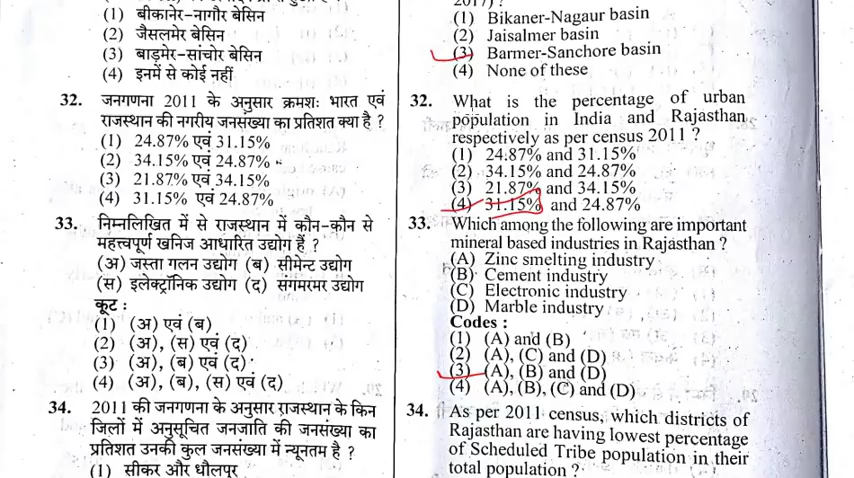 (1) बीकानेर-नागौर बेसिन
(2) जैसलमेर बेसिन
(3) बाड़मेर-सांचोर बेसिन
(4) इनमें से कोई नहीं
32. जनगणना 2011 के अनुसार क्रमशः भारत एवं
राजस्थान की नगरीय जनसंख्या का प्रतिशत क्या है ?
(1) 24.87% एवं 31.15%
(2) 34.15% एवं 24.87%
(3) 21.87% एवं 34.15%
(4) 31.15% एवं 24.87%
33. निम्नलिखित में से राजस्थान में कौन-कौन से
महत्त्वपूर्ण खनिज आधारित उद्योग हैं ?
(अ) जस्ता गलन उद्योग (ब) सीमेन्ट उद्योग
(स) इलेक्ट्रॉनिक उद्योग (द) संगमरमर उद्योग
कूट :
(1) (अ) एवं (ब)
(2) (अ), (स) एवं (द)
(3) (अ), (ब) एवं (द)
(4) (अ), (ब), (स) एवं (द)
34. 2011 की जनगणना के अनुसार राजस्थान के किन
जिलों में अनुसूचित जनजाति की जनसंख्या का
प्रतिशत उनकी कुल जनसंख्या में न्यूनतम है ?
(1) सीकर और धौलपुर
2017) ?
(1) Bikaner-Nagaur basin
(2) Jaisalmer basin
(3) Barmer-Sanchore basin
(4) None of these
32. What is the percentage of urban
population in India and Rajasthan
respectively as per census 2011 ?
(1) 24.87% and 31.15%
(2) 34.15% and 24.87%
(3) 21.87% and 34.15%
(4) 31.15% and 24.87%
33. Which among the following are important
mineral based industries in Rajasthan ?
(A) Zinc smelting industry
(B) Cement industry
(C) Electronic industry
(D) Marble industry
Codes :
(1) (A) and (B)
(2) (A), (C) and (D)
(3) (A), (B) and (D)
(4) (A), (B), (C) and (D)
34. As per 2011 census, which districts of
Rajasthan are having lowest percentage
of Scheduled Tribe population in their
total population ?